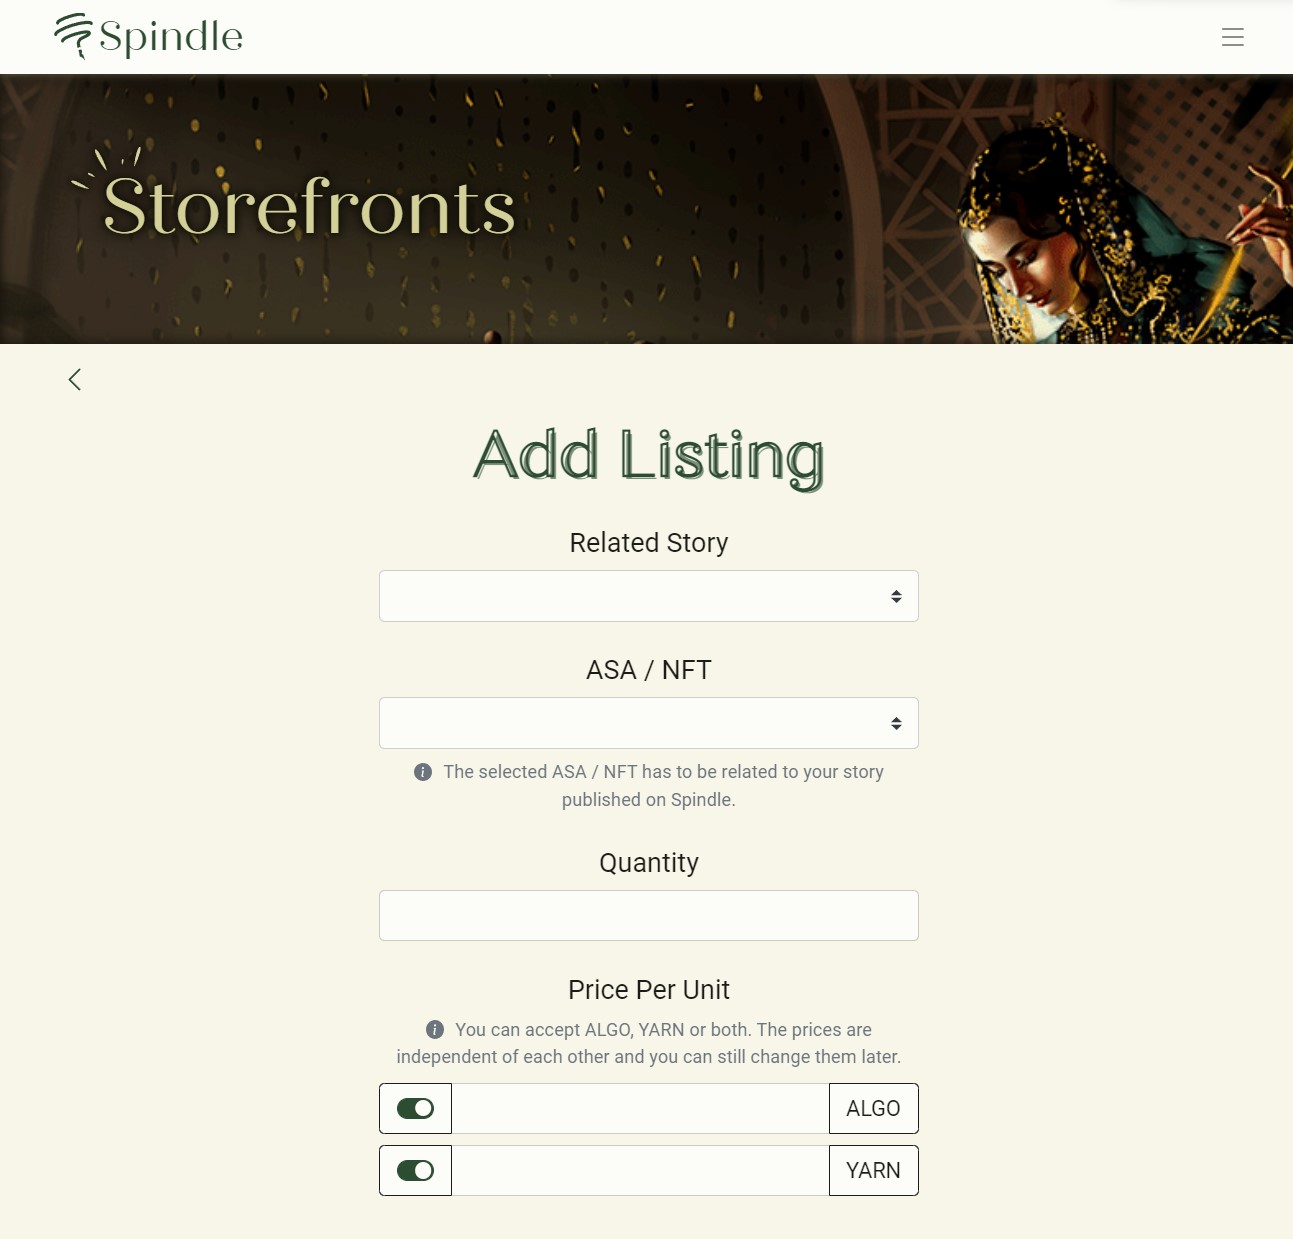 Spindle
Storefronts
Add Listing
Related Story
ASA / NFT
The selected ASA / NFT has to be related to your story
published on Spindle.
Quantity
Price Per Unit
You can accept ALGO, YARN or both. The prices are
independent of each other and you can still change them later.
ALGO
YARN